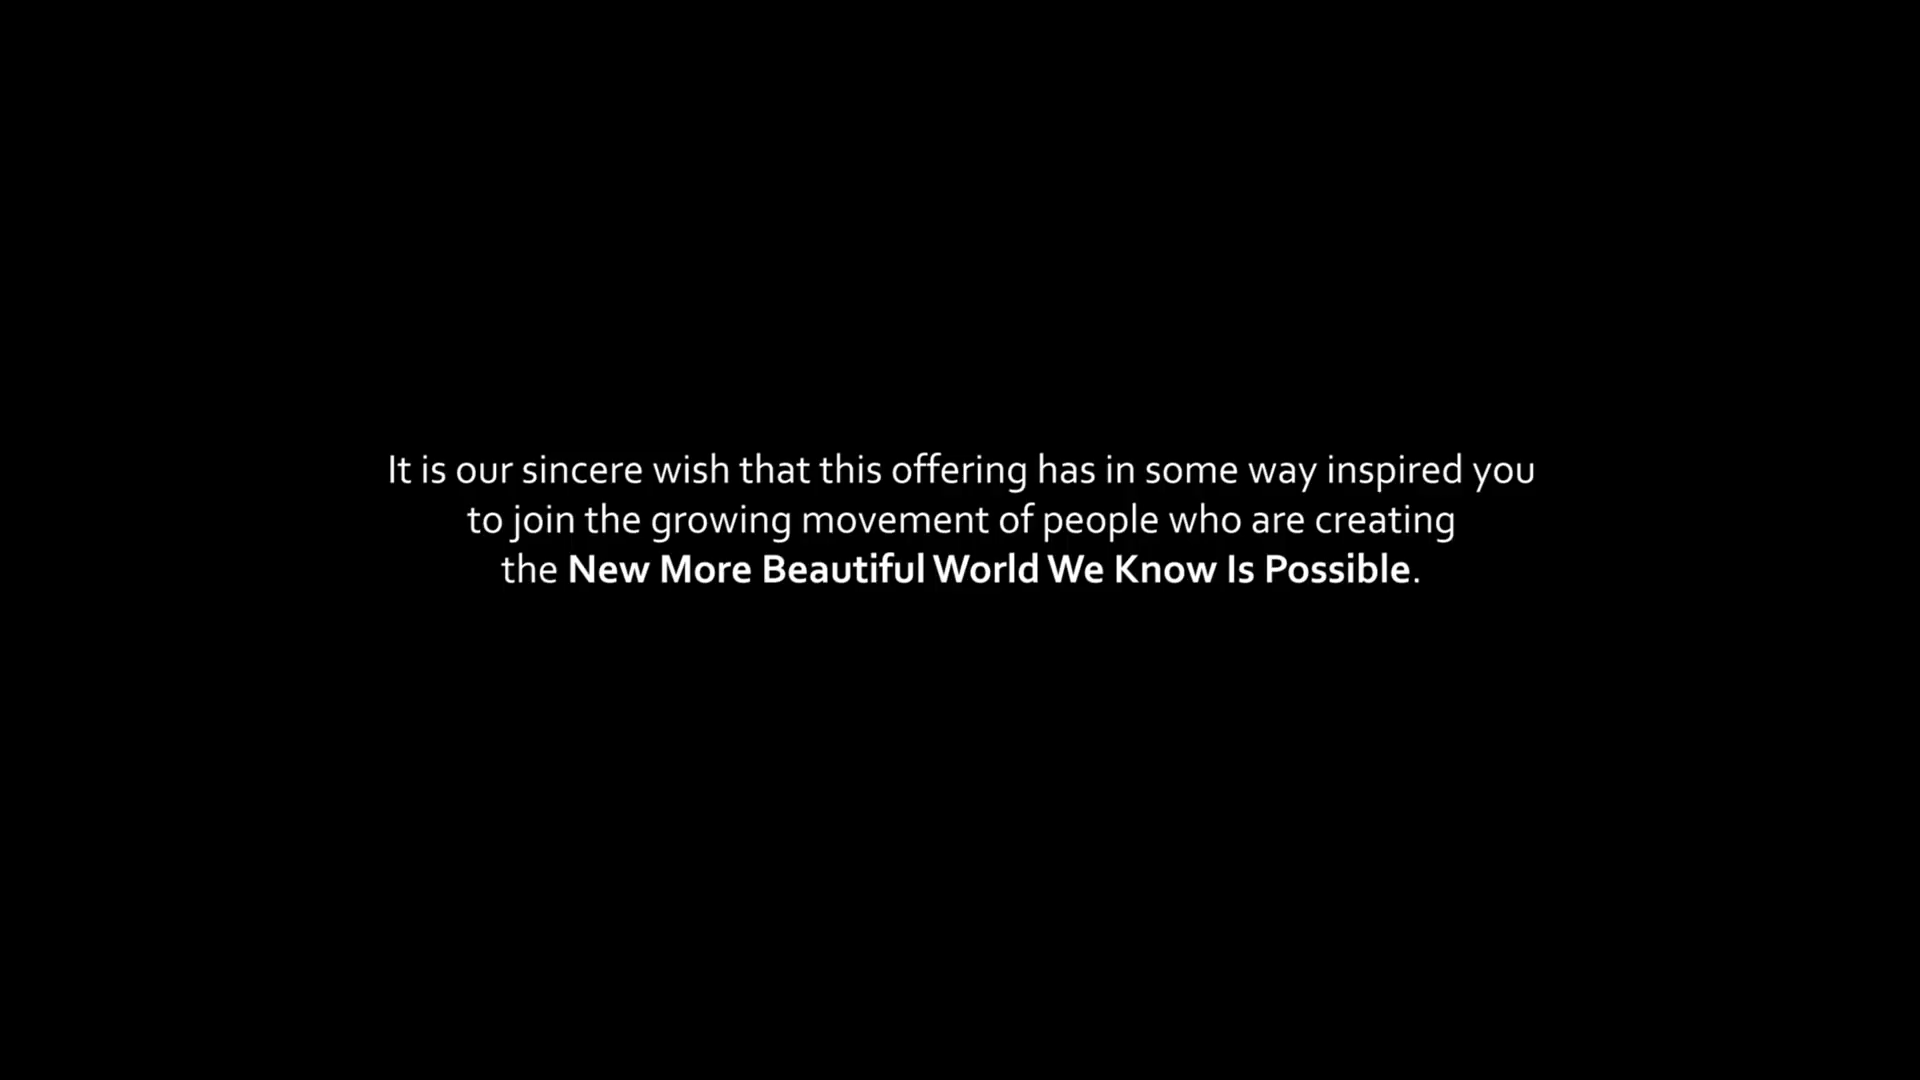 It is our sincere wish that this offering has in some way inspired you
to join the growing movement of people who are creating
the New More Beautiful World We Know Is Possible.